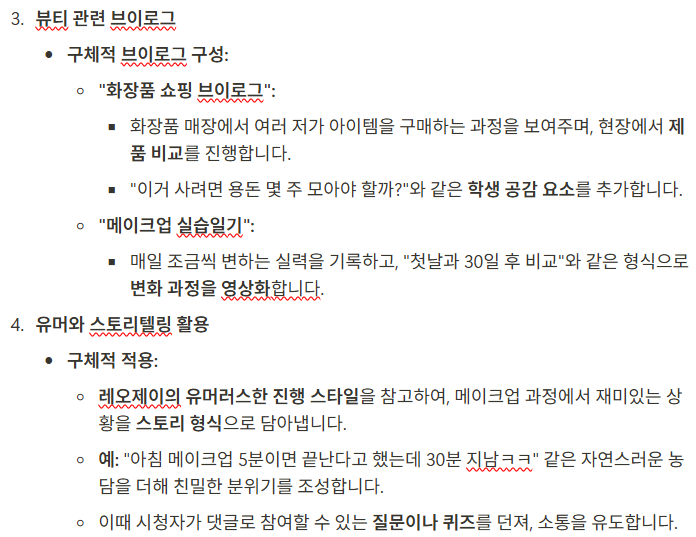 3. 뷰티 관련 브이로그
• 구체적 브이로그 구성:
○ "화장품 쇼핑 브이로그":
■ 화장품 매장에서 여러 저가 아이템을 구매하는 과정을 보여주며, 현장에서 제
품 비교를 진행합니다.
■ "이거 사려면 용돈 몇 주 모아야 할까?"와 같은 학생 공감 요소를 추가합니다.
○ "메이크업 실습일기":
■ 매일 조금씩 변하는 실력을 기록하고, "첫날과 30일 후 비교"와 같은 형식으로
변화 과정을 영상화합니다.
4. 유머와 스토리텔링 활용
• 구체적 적용:
○ 레오제이의 유머러스한 진행 스타일을 참고하여, 메이크업 과정에서 재미있는 상
황을 스토리 형식으로 담아냅니다.
○ 예: "아침 메이크업 5분이면 끝난다고 했는데 30분 지남ㅋㅋ" 같은 자연스러운 농
담을 더해 친밀한 분위기를 조성합니다.
○ 이때 시청자가 댓글로 참여할 수 있는 질문이나 퀴즈를 던져, 소통을 유도합니다.